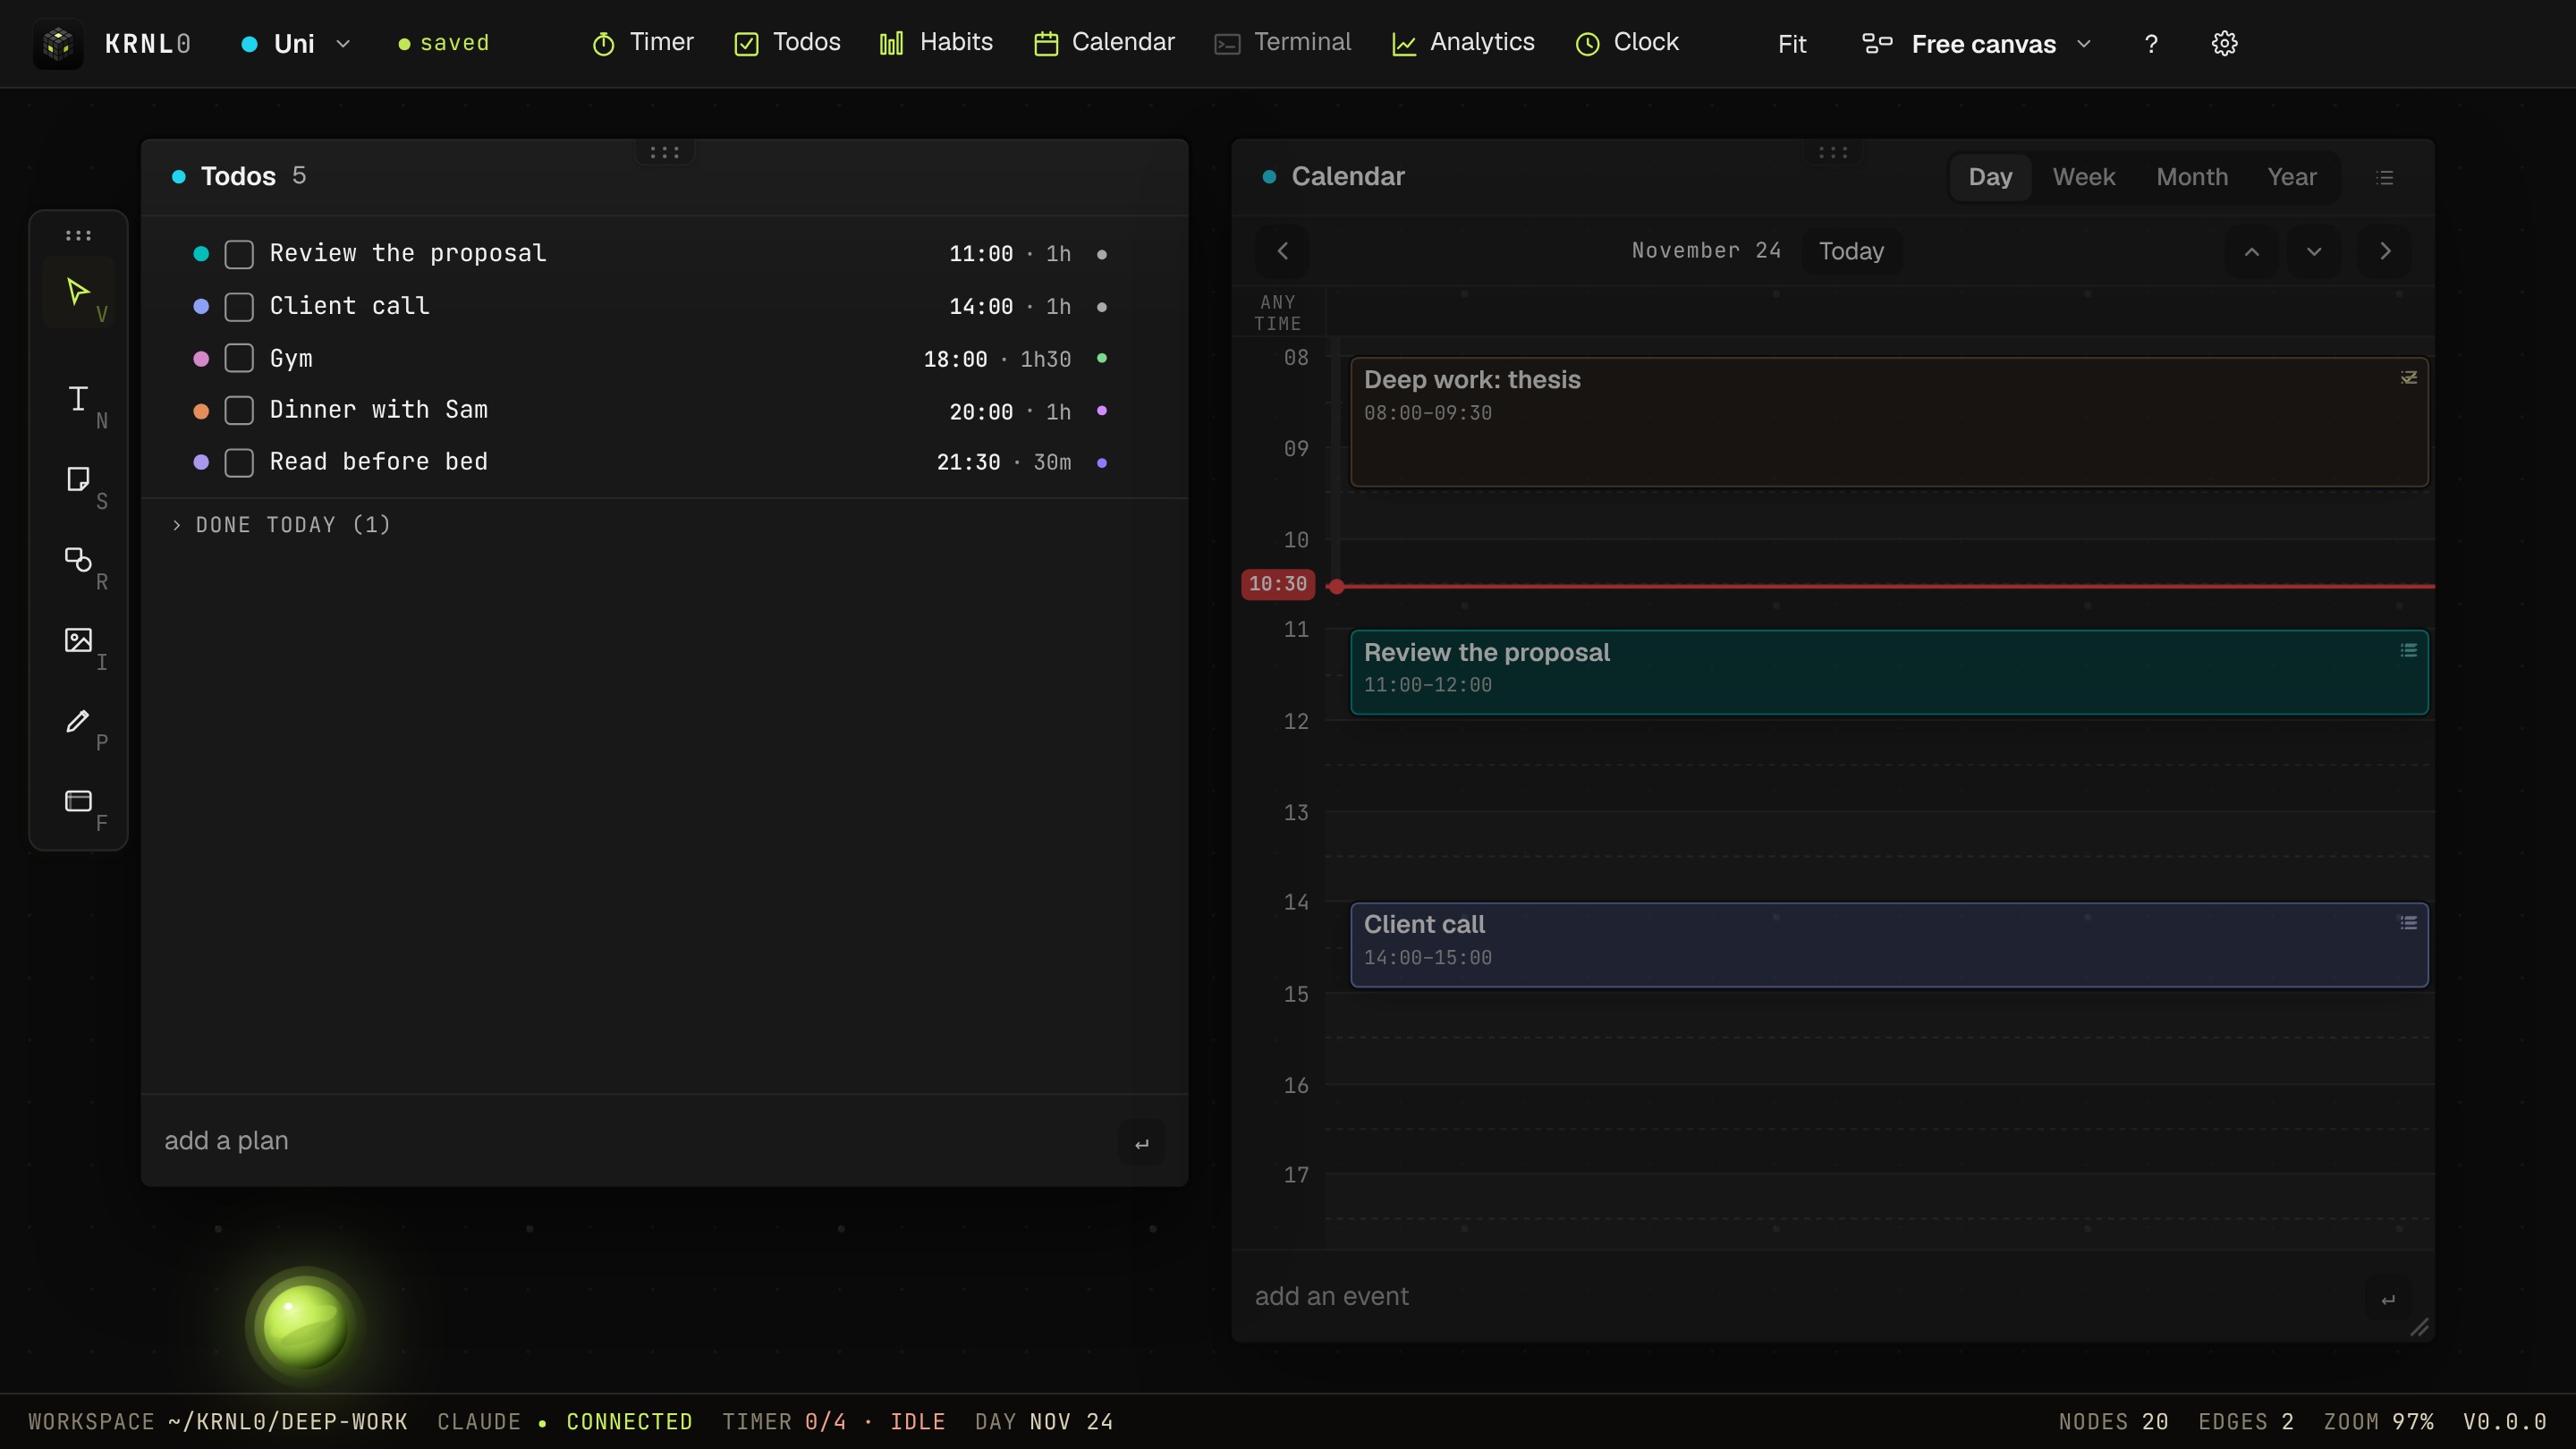 KRNL0 Uni saved Timer Todos Habits Calendar Terminal Analytics Clock Fit Free canvas ?
V
N
S
R
I
P
F
Todos 5
Review the proposal 11:00 · 1h
Client call 14:00 · 1h
Gym 18:00 · 1h30
Dinner with Sam 20:00 · 1h
Read before bed 21:30 · 30m
DONE TODAY (1)
add a plan
Calendar Day Week Month Year
November 24 Today
ANY
TIME
08
Deep work: thesis
08:00–09:30
09
10
10:30
11
Review the proposal
11:00–12:00
12
13
14
Client call
14:00–15:00
15
16
17
add an event
WORKSPACE ~/KRNL0/DEEP-WORK CLAUDE • CONNECTED TIMER 0/4 · IDLE DAY NOV 24 NODES 20 EDGES 2 ZOOM 97% V0.0.0